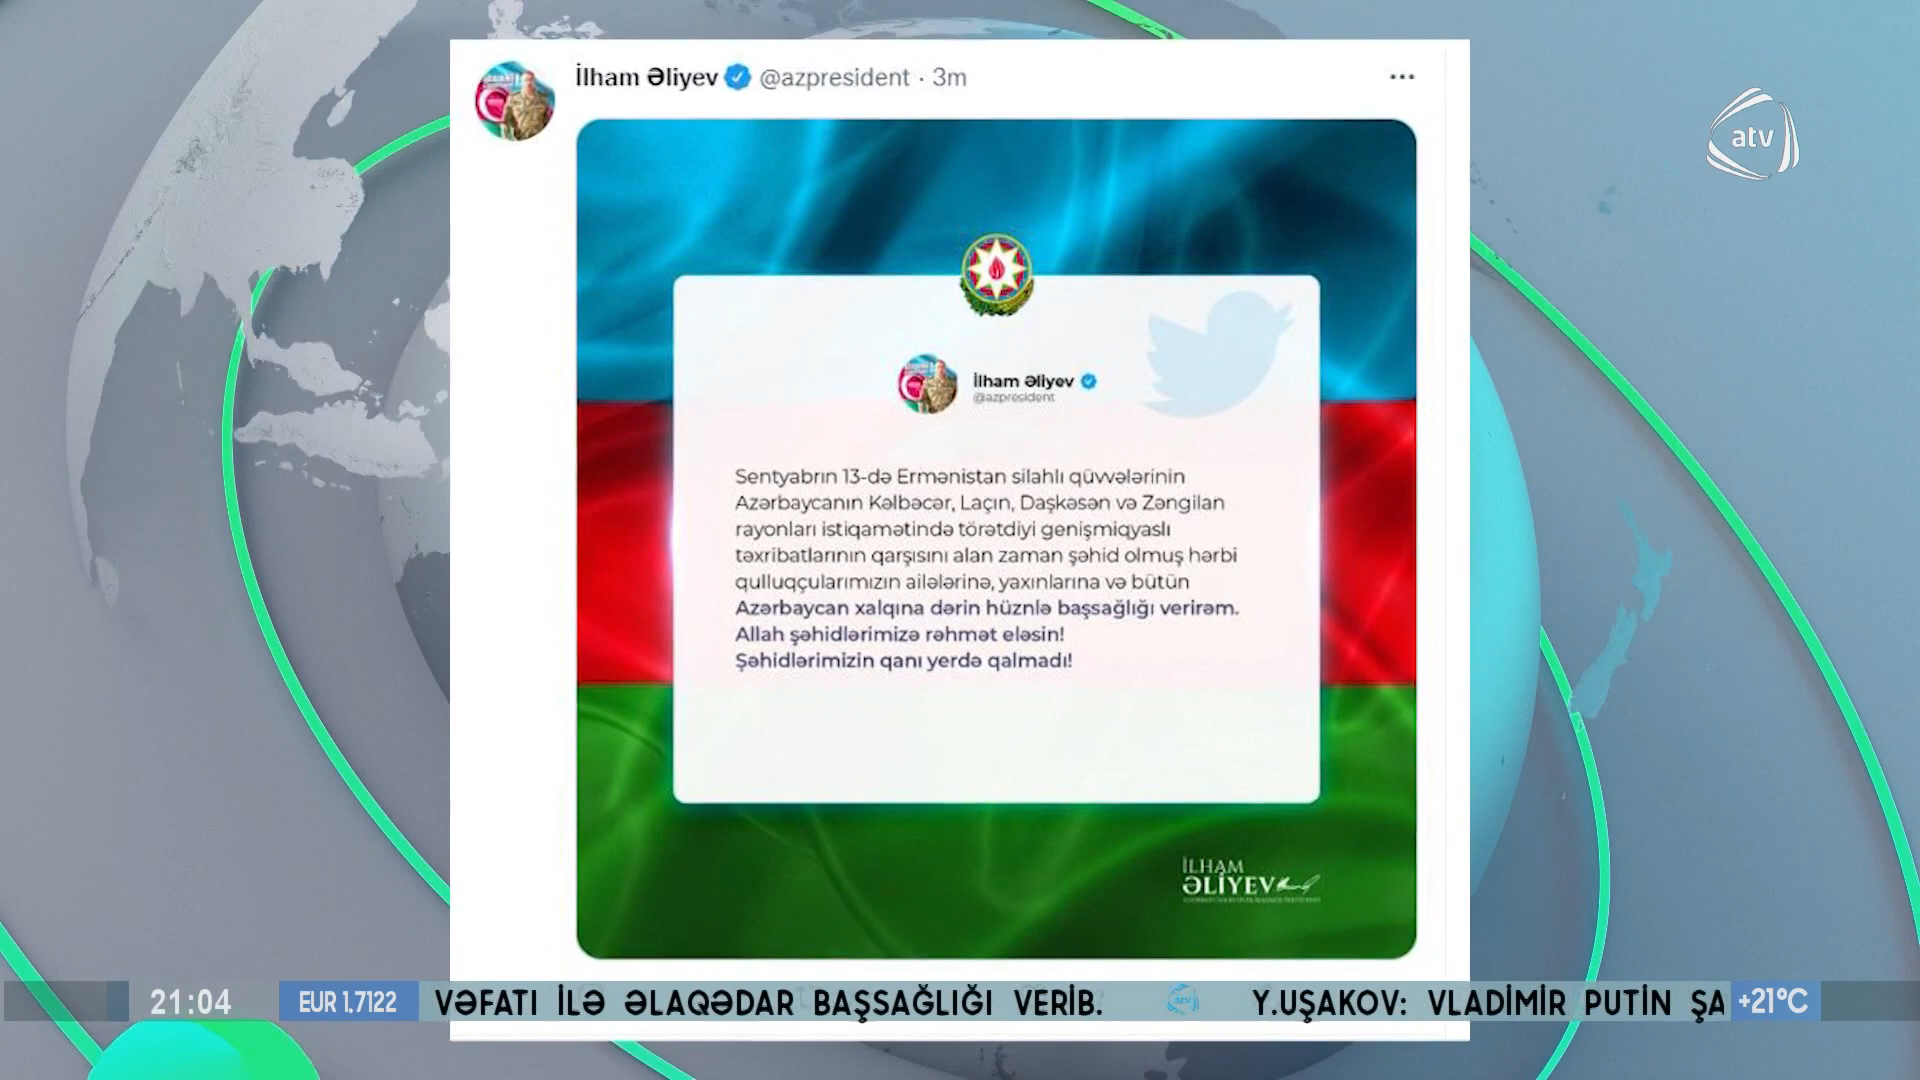 İlham Əliyev @azpresident · 3m
atv
İlham Əliyev
@azpresident
Sentyabrın 13-də Ermənistan silahlı qüvvələrinin
Azərbaycanın Kəlbəcər, Laçın, Daşkəsən və Zəngilan
rayonları istiqamətində törətdiyi genişmiqyaslı
təxribatlarının qarşısını alan zaman şəhid olmuş hərbi
qulluqçularımızın ailələrinə, yaxınlarına və bütün
Azərbaycan xalqına dərin hüznlə başsağlığı verirəm.
Allah şəhidlərimizə rəhmət eləsin!
Şəhidlərimizin qanı yerdə qalmadı!
İLHAM
ƏLİYEV
21:04 EUR 1.7122 VƏFATI İLƏ ƏLAQƏDAR BAŞSAĞLIĞI VERİB. atv Y.UŞAKOV: VLADİMİR PUTİN ŞA +21°C